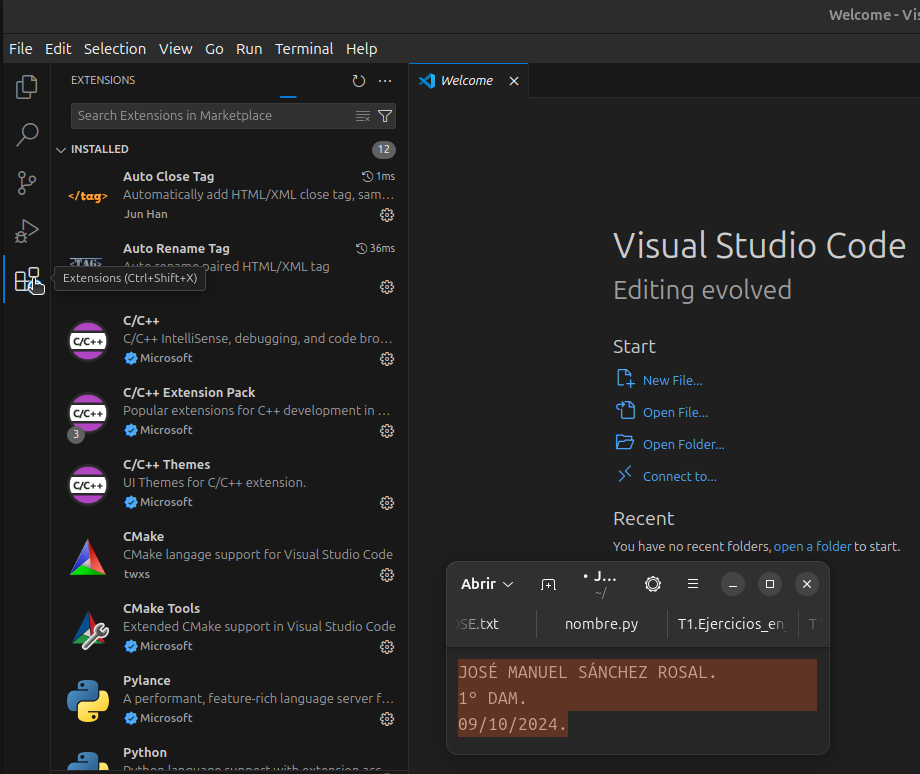 Welcome - Vis
File Edit Selection View Go Run Terminal Help
EXTENSIONS
Welcome
Search Extensions in Marketplace
INSTALLED
12
Auto Close Tag
1ms
Automatically add HTML/XML close tag, sam...
Jun Han
Auto Rename Tag
36ms
Auto rename paired HTML/XML tag
Extensions (Ctrl+Shift+X)
C/C++
C/C++ IntelliSense, debugging, and code bro...
Microsoft
C/C++ Extension Pack
Popular extensions for C++ development in ...
3
Microsoft
C/C++ Themes
UI Themes for C/C++ extension.
Microsoft
CMake
CMake langage support for Visual Studio Code
twxs
CMake Tools
Extended CMake support in Visual Studio Code
Microsoft
Pylance
A performant, feature-rich language server f...
Microsoft
Python
Python language support with extension acc
Visual Studio Code
Editing evolved
Start
New File...
Open File...
Open Folder...
Connect to...
Recent
You have no recent folders, open a folder to start.
Abrir
• J...
~/
OSE.txt
nombre.py
T1.Ejercicios_en_
T1
JOSÉ MANUEL SÁNCHEZ ROSAL.
1º DAM.
09/10/2024.